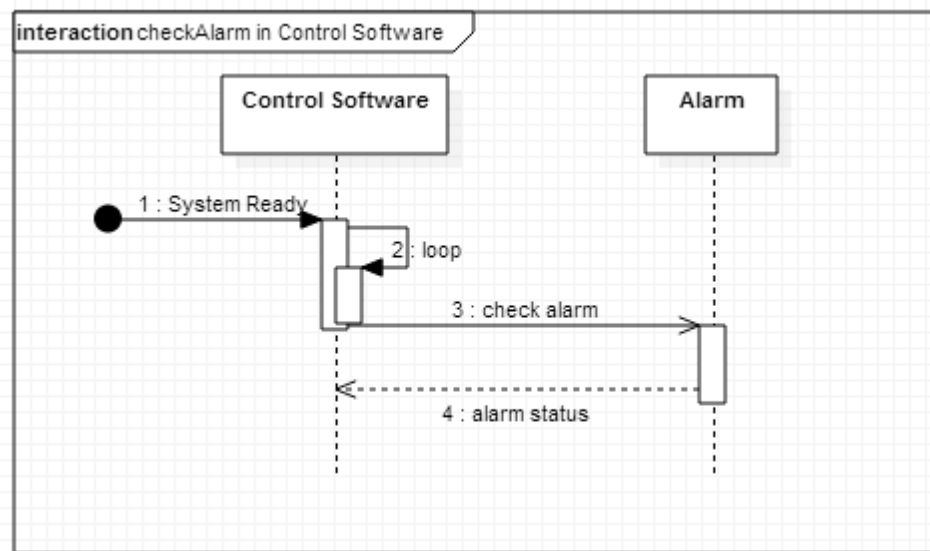 interaction checkAlarm in Control Software
Control Software
Alarm
1 : System Ready
2 : loop
3 : check alarm
4 : alarm status